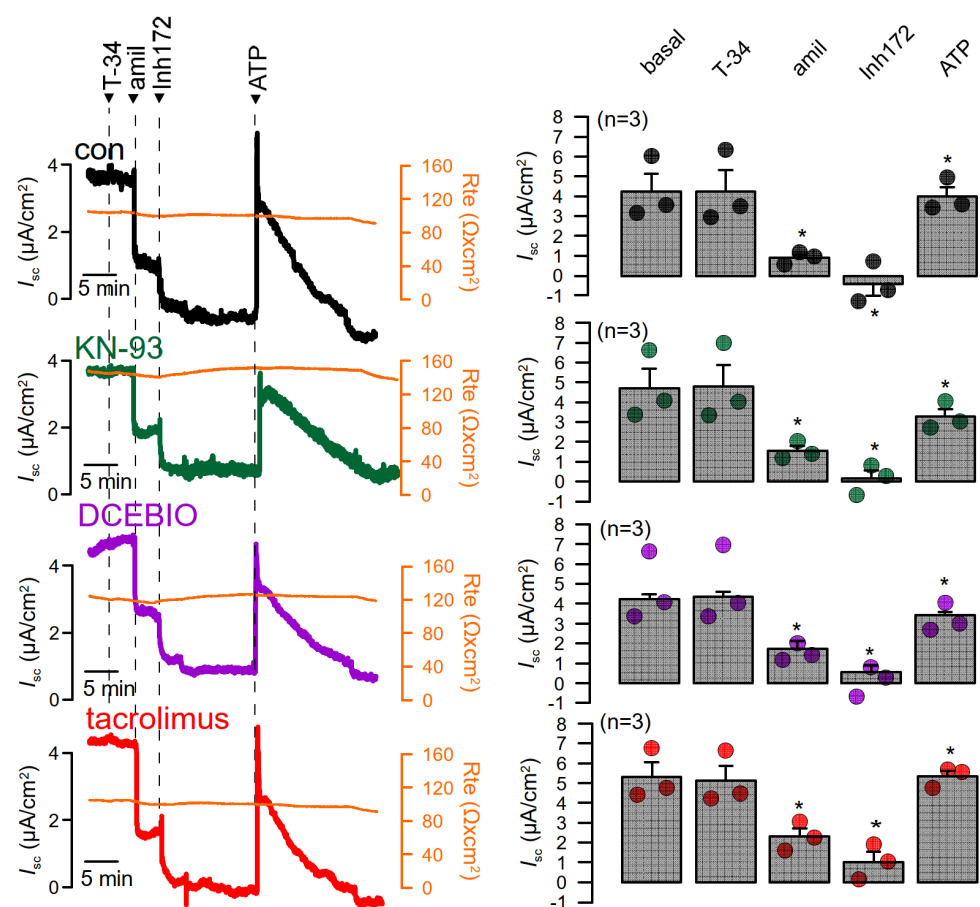 T-34 amil Inh172 ATP
basal T-34 amil Inh172 ATP
con
4
2
0
Isc (µA/cm²)
5 min
160
120
80
40
0
Rte (Ωxcm²)
8
7
6
5
4
3
2
1
0
-1
Isc (µA/cm²)
(n=3)
* * * 
*
KN-93
4
2
0
Isc (µA/cm²)
5 min
160
120
80
40
0
Rte (Ωxcm²)
8
7
6
5
4
3
2
1
0
-1
Isc (µA/cm²)
(n=3)
* * *
DCEBIO
4
2
0
Isc (µA/cm²)
5 min
160
120
80
40
0
Rte (Ωxcm²)
8
7
6
5
4
3
2
1
0
-1
Isc (µA/cm²)
(n=3)
* * *
tacrolimus
4
2
0
Isc (µA/cm²)
5 min
160
120
80
40
0
Rte (Ωxcm²)
8
7
6
5
4
3
2
1
0
-1
Isc (µA/cm²)
(n=3)
* * *